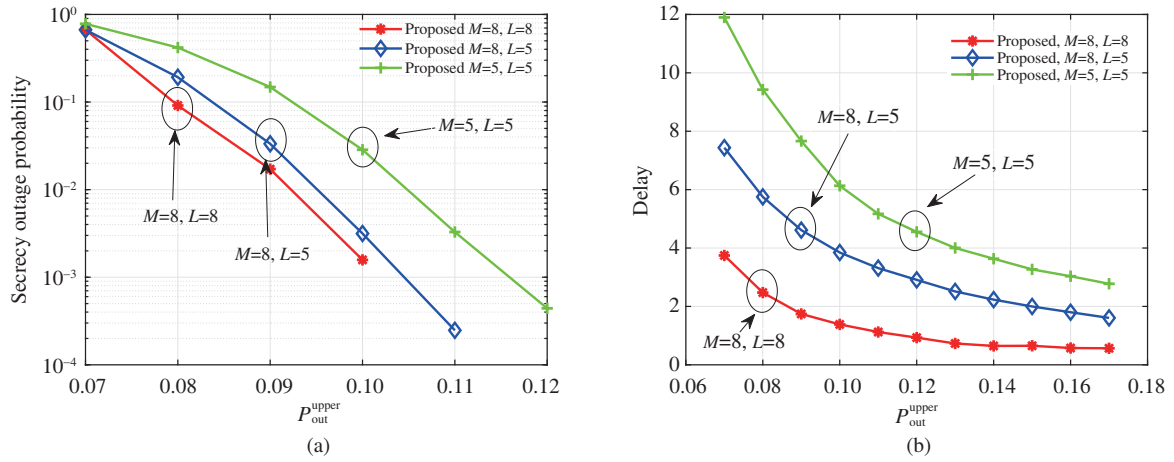 Proposed M=8, L=8
Proposed M=8, L=5
Proposed M=5, L=5
M=5, L=5
M=8, L=8
M=8, L=5
Secrecy outage probability
10^0
10^−1
10^−2
10^−3
10^−4
0.07 0.08 0.09 0.10 0.11 0.12
P_out^upper
(a)
Proposed, M=8, L=8
Proposed, M=8, L=5
Proposed, M=5, L=5
M=8, L=5
M=5, L=5
M=8, L=8
Delay
12
10
8
6
4
2
0
0.06 0.08 0.10 0.12 0.14 0.16 0.18
P_out^upper
(b)